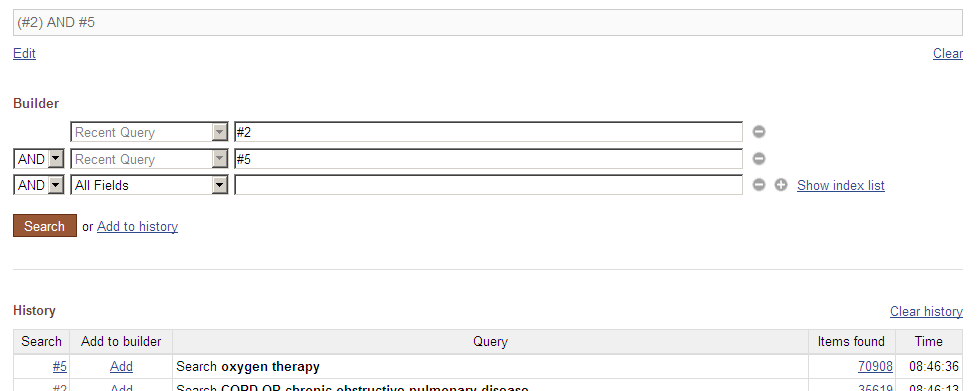 (#2) AND #5
Edit Clear
Builder
Recent Query #2
AND Recent Query #5
AND All Fields Show index list
Search or Add to history
History Clear history
Search Add to builder Query Items found Time
#5 Add Search oxygen therapy 70908 08:46:36
#2 Add Search COPD OR chronic obstructive pulmonary disease 36619 08:46:13